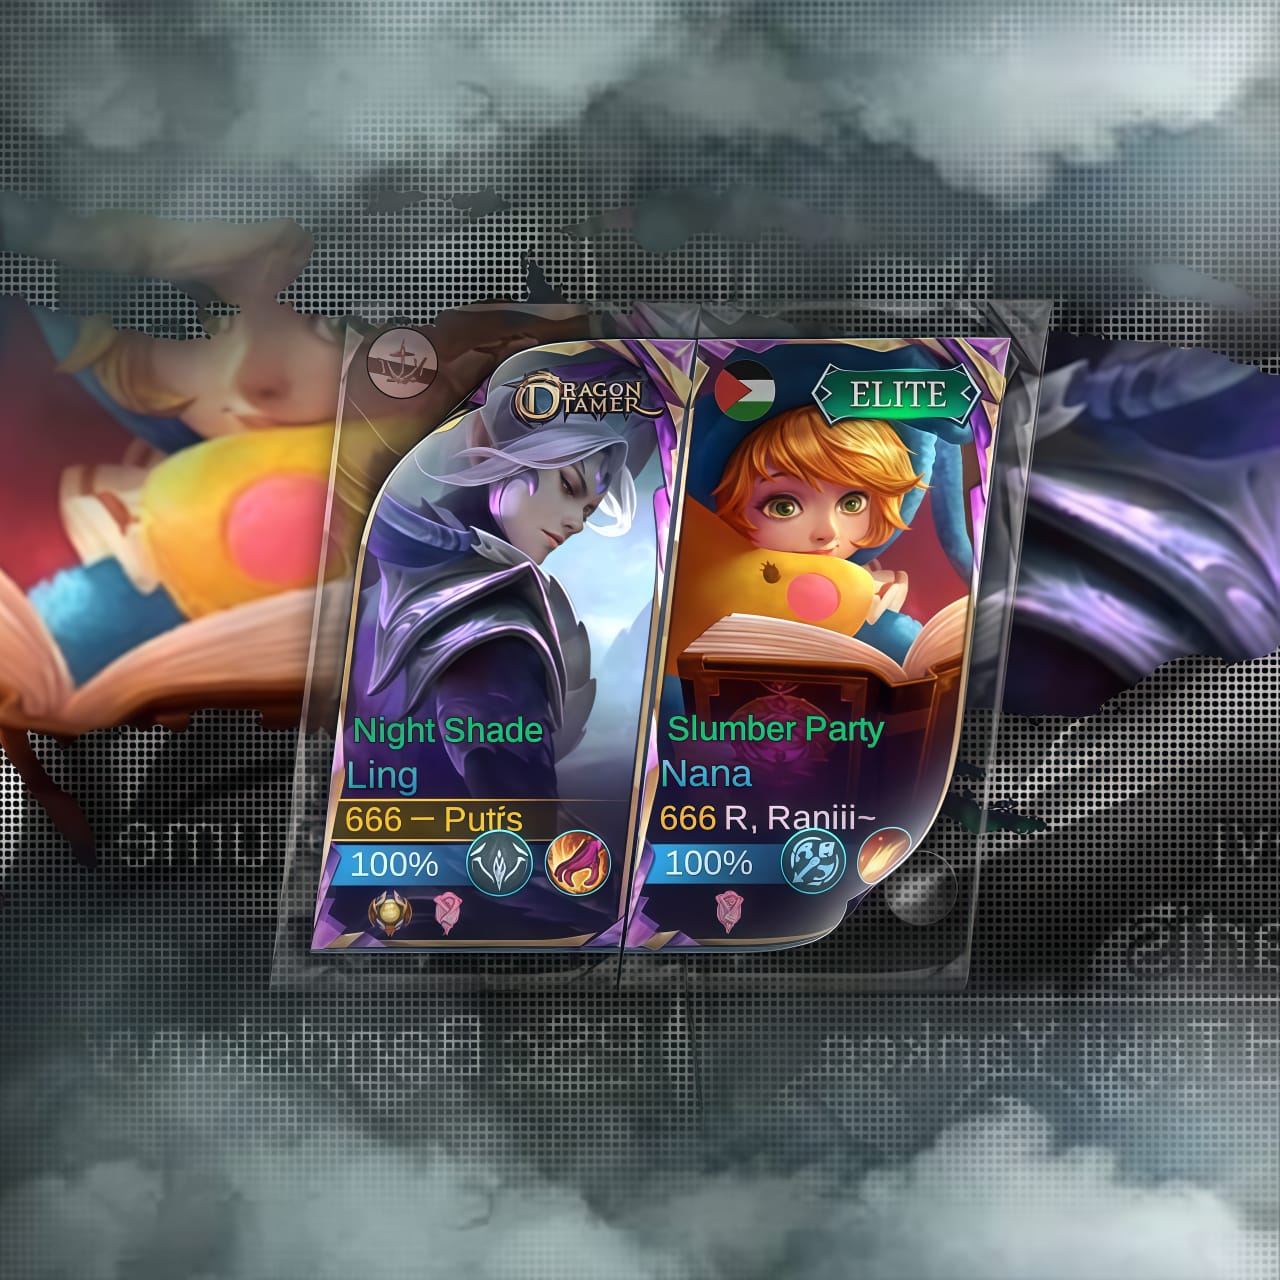 DRAGON
TAMER
Night Shade
Ling
666 — Putŕs
100%
ELITE
Slumber Party
Nana
666 R, Raniii~
100%